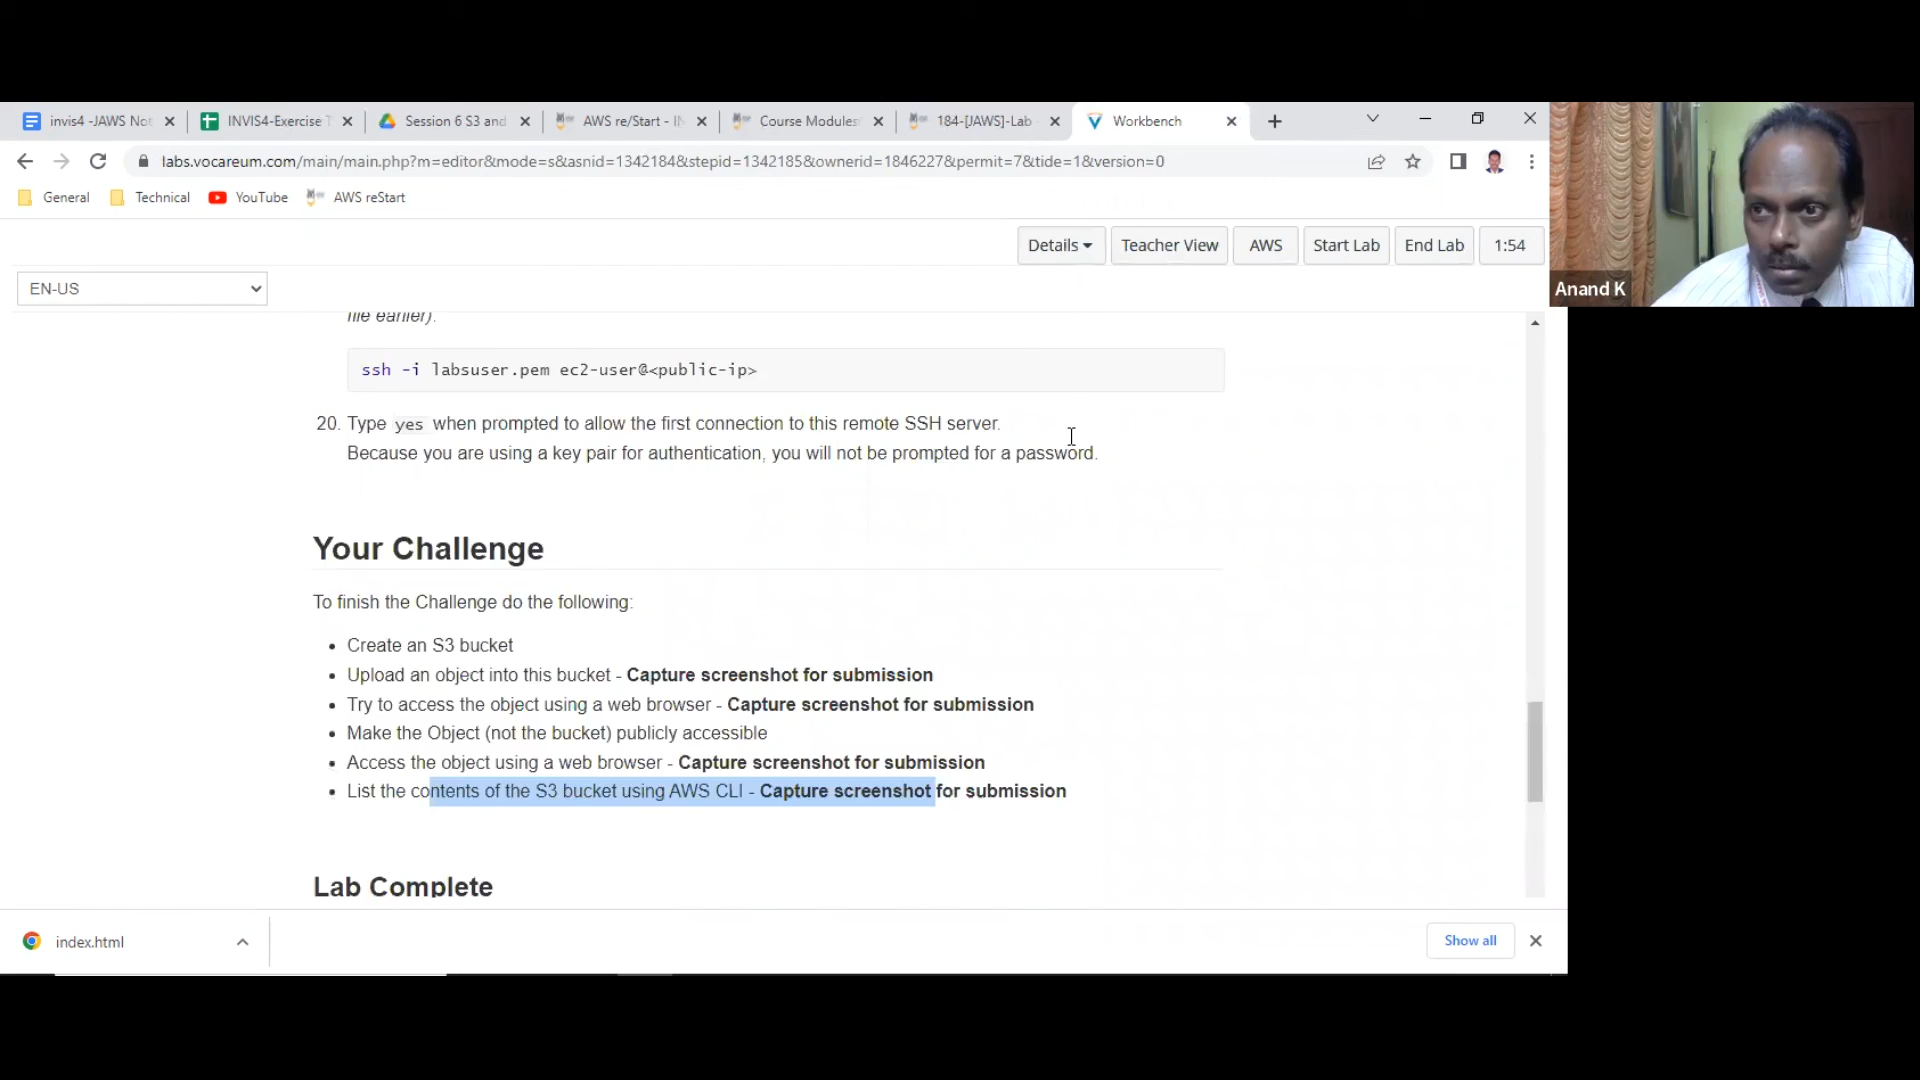 invis4 -JAWS Not
INVIS4-Exercise T
Session 6 S3 and
AWS re/Start - IN
Course Modules:
184-[JAWS]-Lab -
Workbench
labs.vocareum.com/main/main.php?m=editor&mode=s&asnid=1342184&stepid=1342185&ownerid=1846227&permit=7&tide=1&version=0
General
Technical
YouTube
AWS reStart
Details
Teacher View
AWS
Start Lab
End Lab
1:54
Anand K
EN-US
file earlier).
ssh -i labsuser.pem ec2-user@<public-ip>
20. Type yes when prompted to allow the first connection to this remote SSH server.
Because you are using a key pair for authentication, you will not be prompted for a password.
Your Challenge
To finish the Challenge do the following:
• Create an S3 bucket
• Upload an object into this bucket - Capture screenshot for submission
• Try to access the object using a web browser - Capture screenshot for submission
• Make the Object (not the bucket) publicly accessible
• Access the object using a web browser - Capture screenshot for submission
• List the contents of the S3 bucket using AWS CLI - Capture screenshot for submission
Lab Complete
index.html
Show all